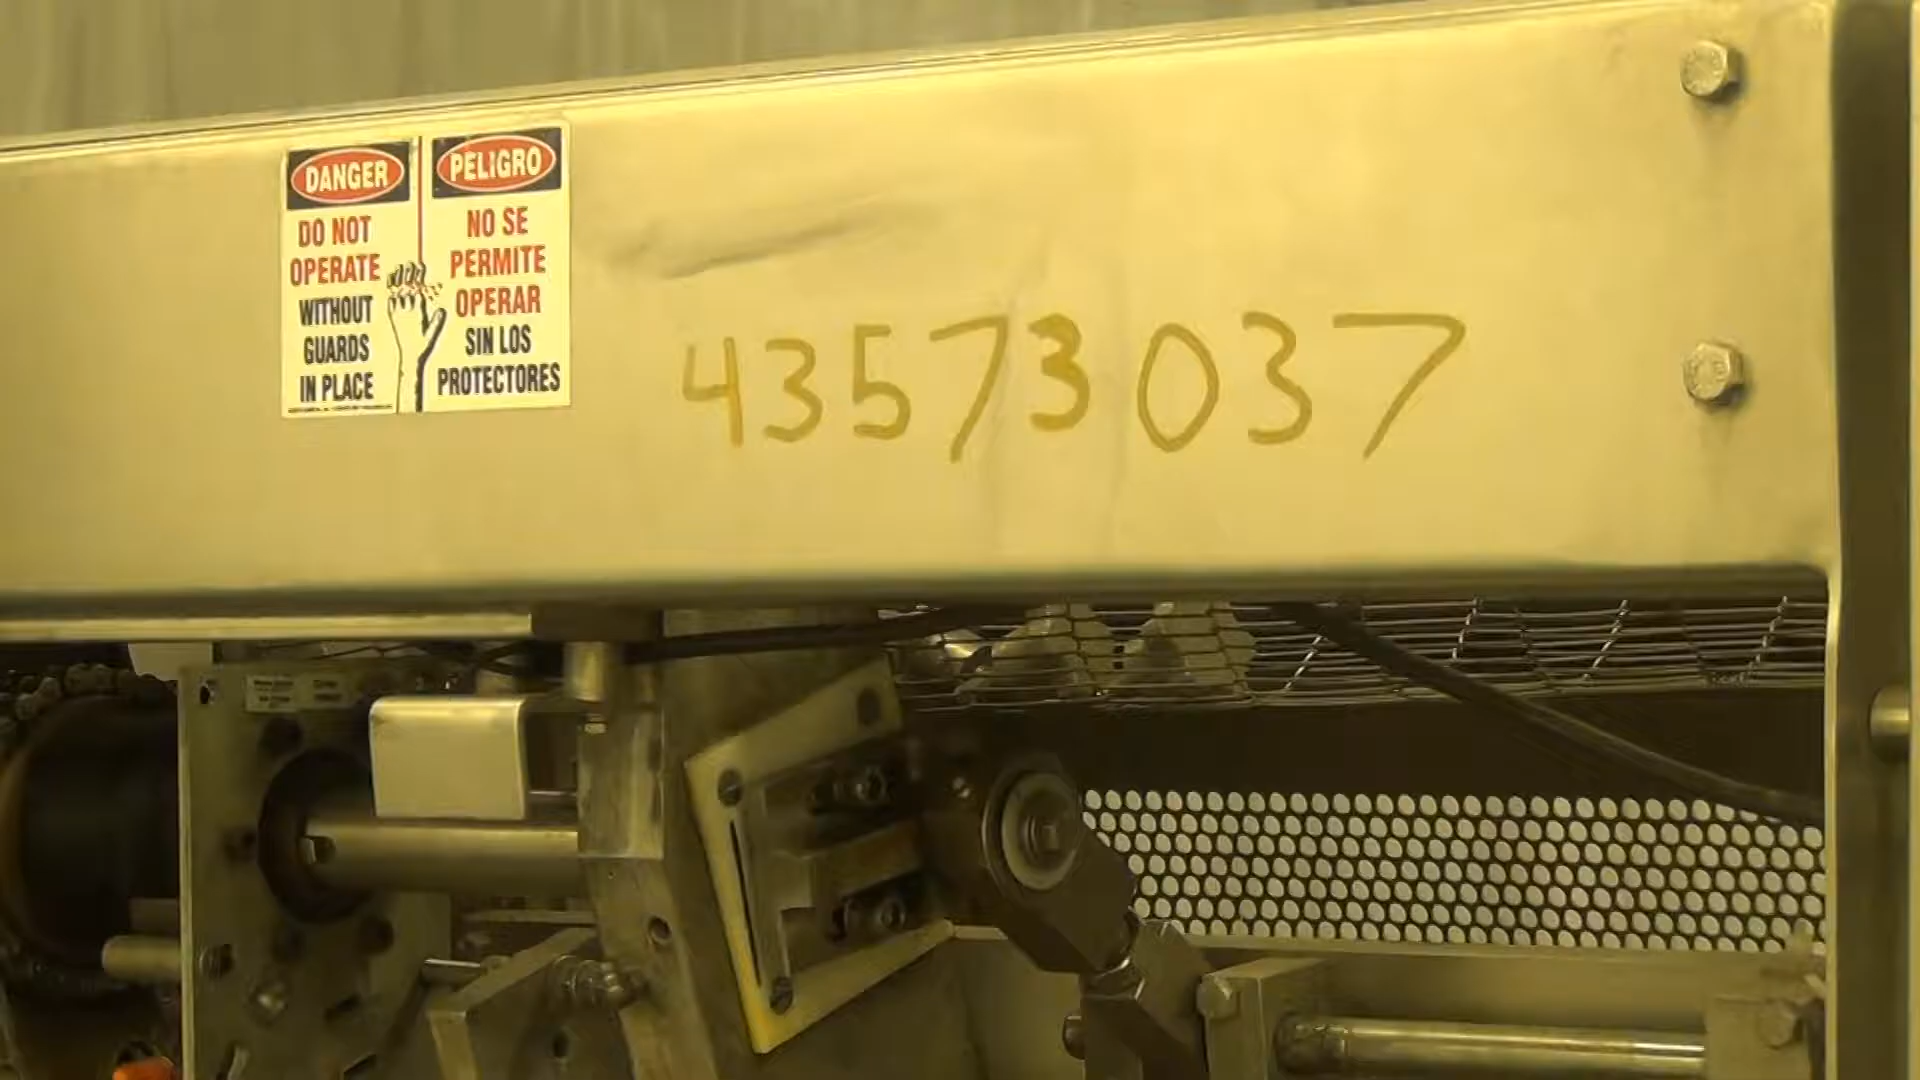 DANGER
DO NOT
OPERATE
WITHOUT
GUARDS
IN PLACE
PELIGRO
NO SE
PERMITE
OPERAR
SIN LOS
PROTECTORES
43573037